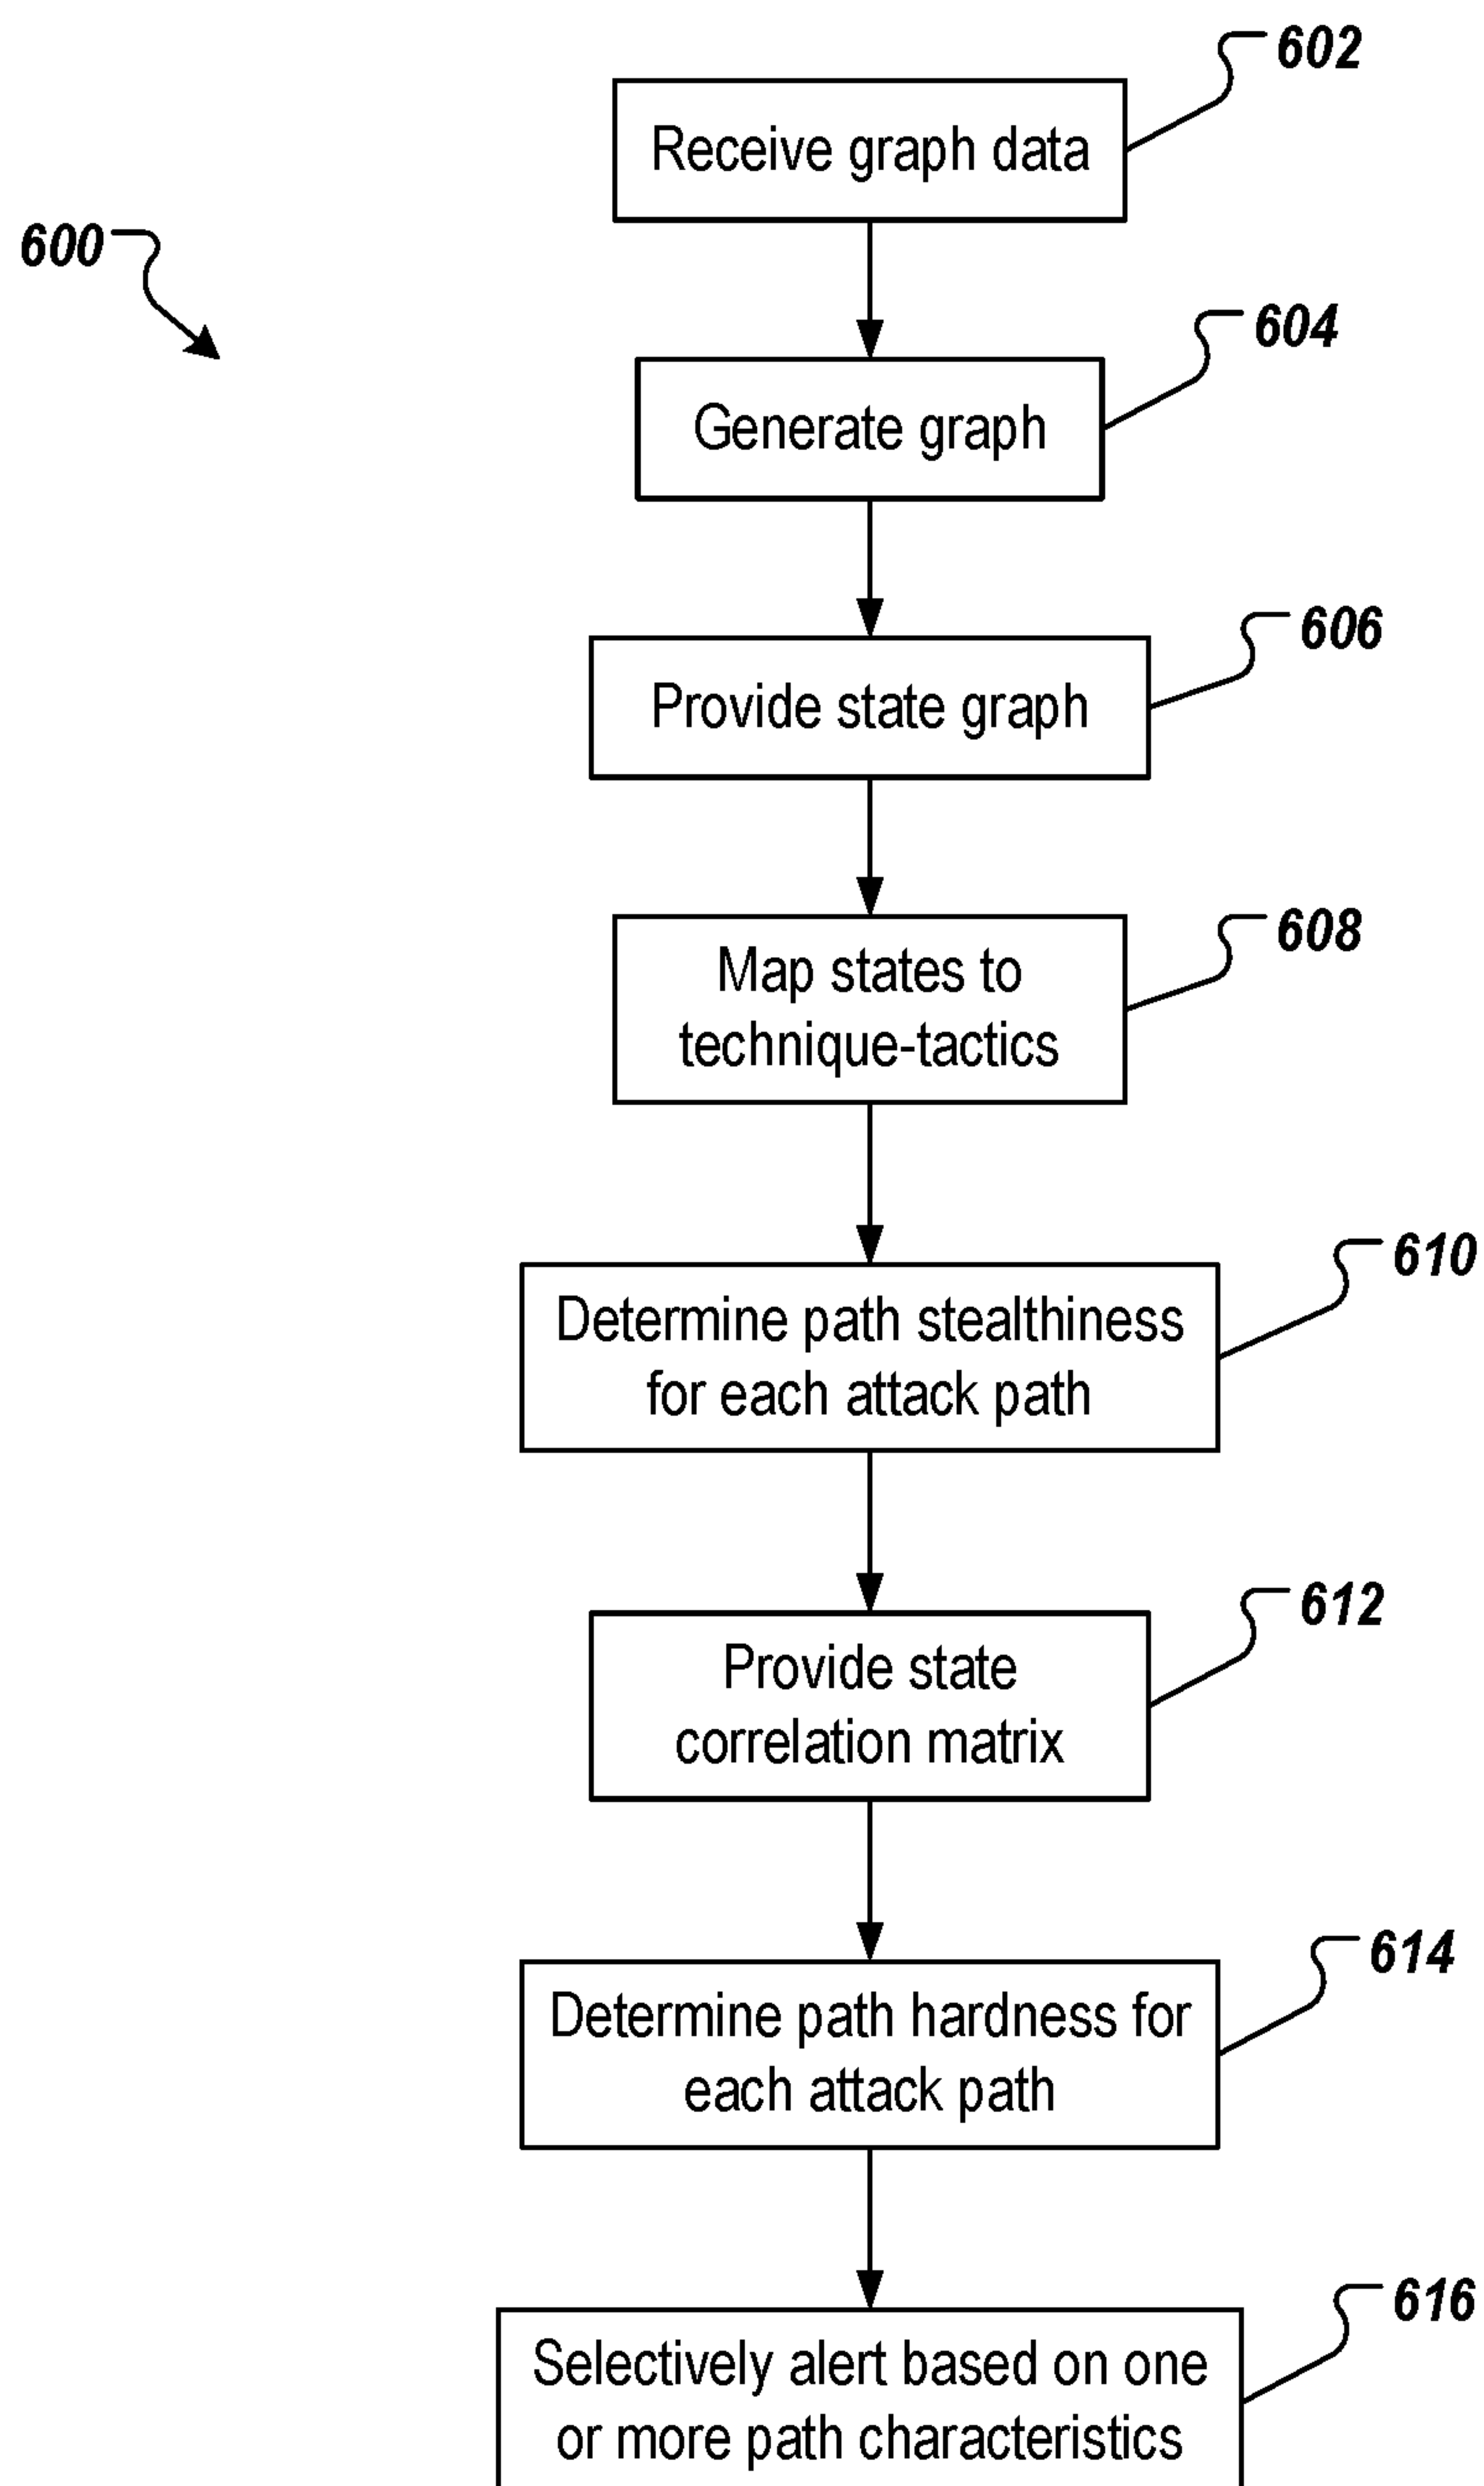 602
Receive graph data
600
604
Generate graph
606
Provide state graph
608
Map states to
technique-tactics
610
Determine path stealthiness
for each attack path
612
Provide state
correlation matrix
614
Determine path hardness for
each attack path
616
Selectively alert based on one
or more path characteristics